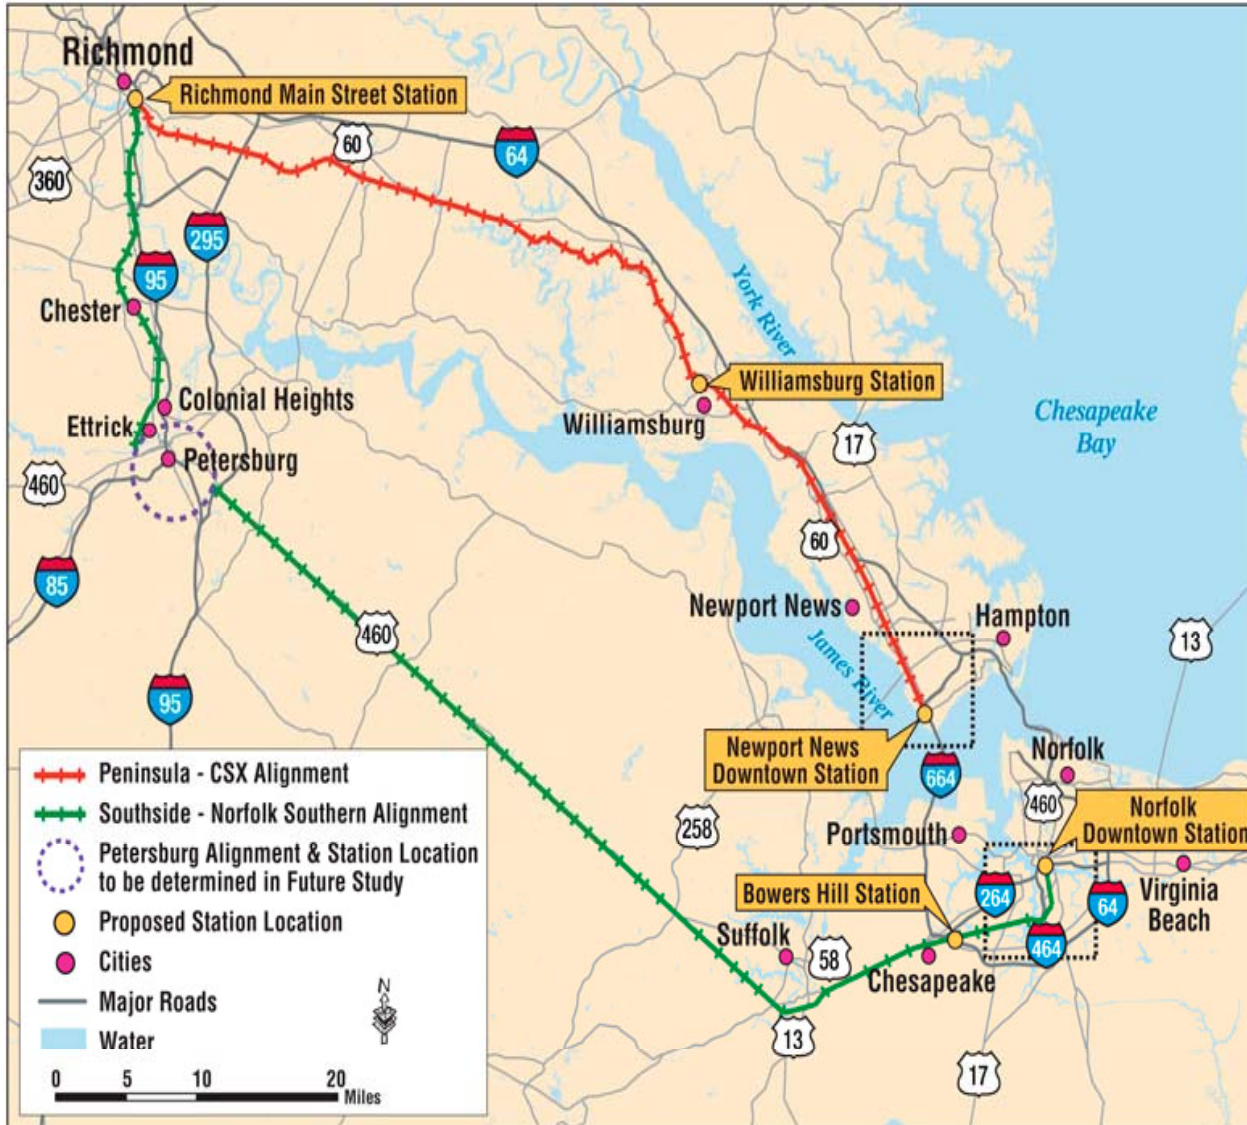 Richmond
Richmond Main Street Station
60
64
360
295
95
Chester
York River
Williamsburg Station
Colonial Heights
Williamsburg
Chesapeake
Bay
Ettrick
17
Petersburg
460
60
85
Newport News
Hampton
460
13
James River
95
Newport News
Downtown Station
Norfolk
664
460
Norfolk
Downtown Station
258
Portsmouth
Bowers Hill Station
264
64
Virginia
Beach
Suffolk
58
464
Chesapeake
13
17
Peninsula - CSX Alignment
Southside - Norfolk Southern Alignment
Petersburg Alignment & Station Location
to be determined in Future Study
Proposed Station Location
Cities
N
Major Roads
Water
0 5 10 20
Miles